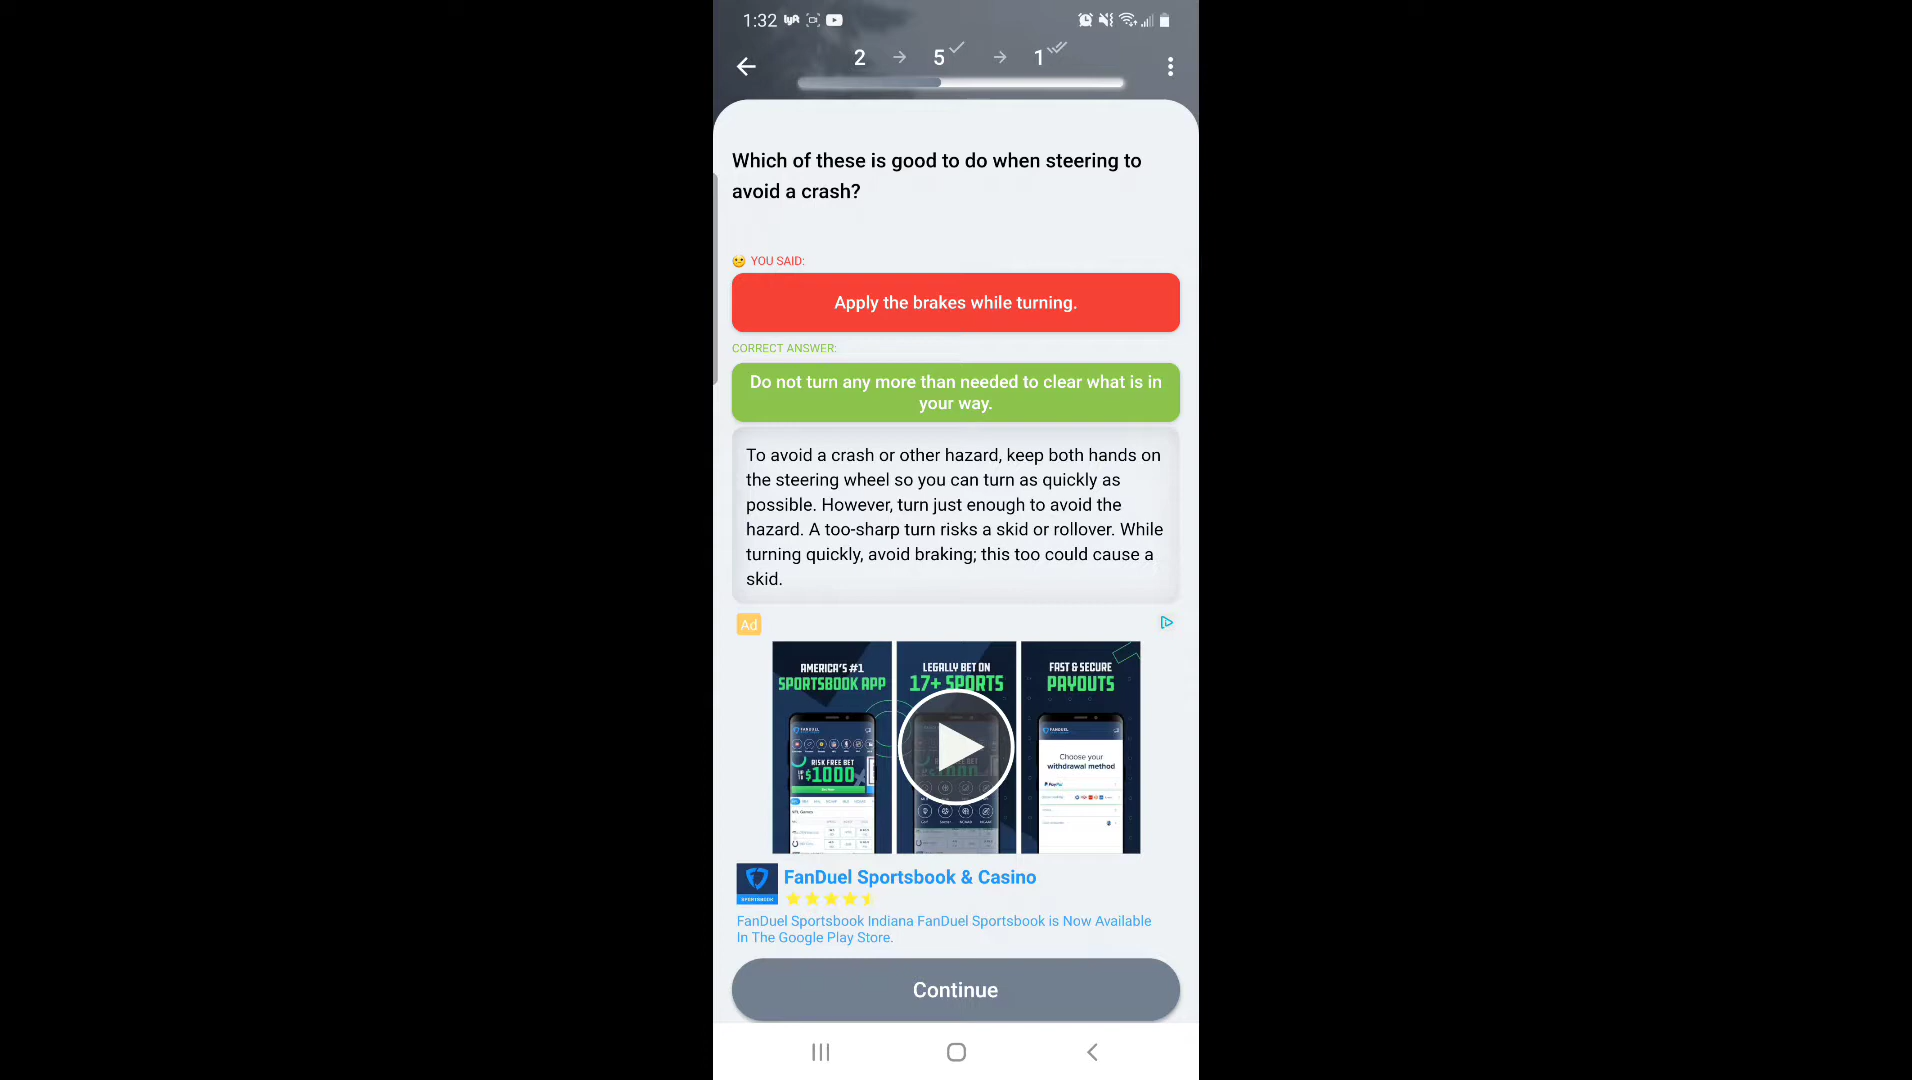 1:32
2 → 5 → 1
Which of these is good to do when steering to
avoid a crash?
YOU SAID:
Apply the brakes while turning.
CORRECT ANSWER:
Do not turn any more than needed to clear what is in
your way.
To avoid a crash or other hazard, keep both hands on
the steering wheel so you can turn as quickly as
possible. However, turn just enough to avoid the
hazard. A too-sharp turn risks a skid or rollover. While
turning quickly, avoid braking; this too could cause a
skid.
Ad
AMERICA'S #1
SPORTSBOOK APP
LEGALLY BET ON
17+ SPORTS
FAST & SECURE
PAYOUTS
FANDUEL
RISK FREE BET
$1000
FANDUEL
Choose your
withdrawal method
PayPal
SPORTSBOOK
FanDuel Sportsbook & Casino
FanDuel Sportsbook Indiana FanDuel Sportsbook is Now Available
In The Google Play Store.
Continue